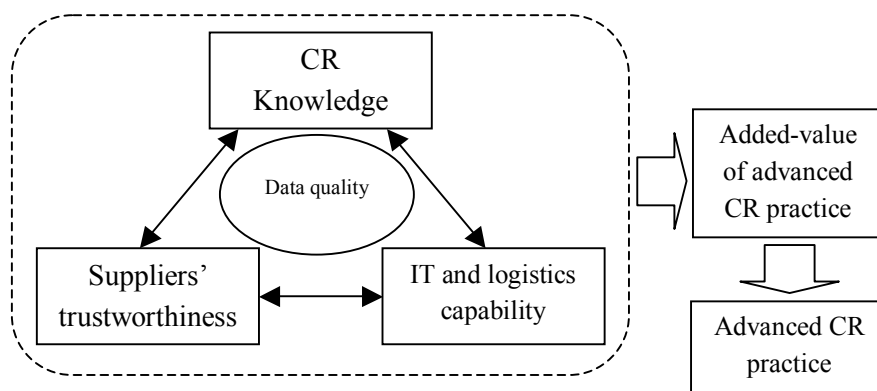 CR
Knowledge
Data quality
Suppliers’
trustworthiness
IT and logistics
capability
Added-value
of advanced
CR practice
Advanced CR
practice